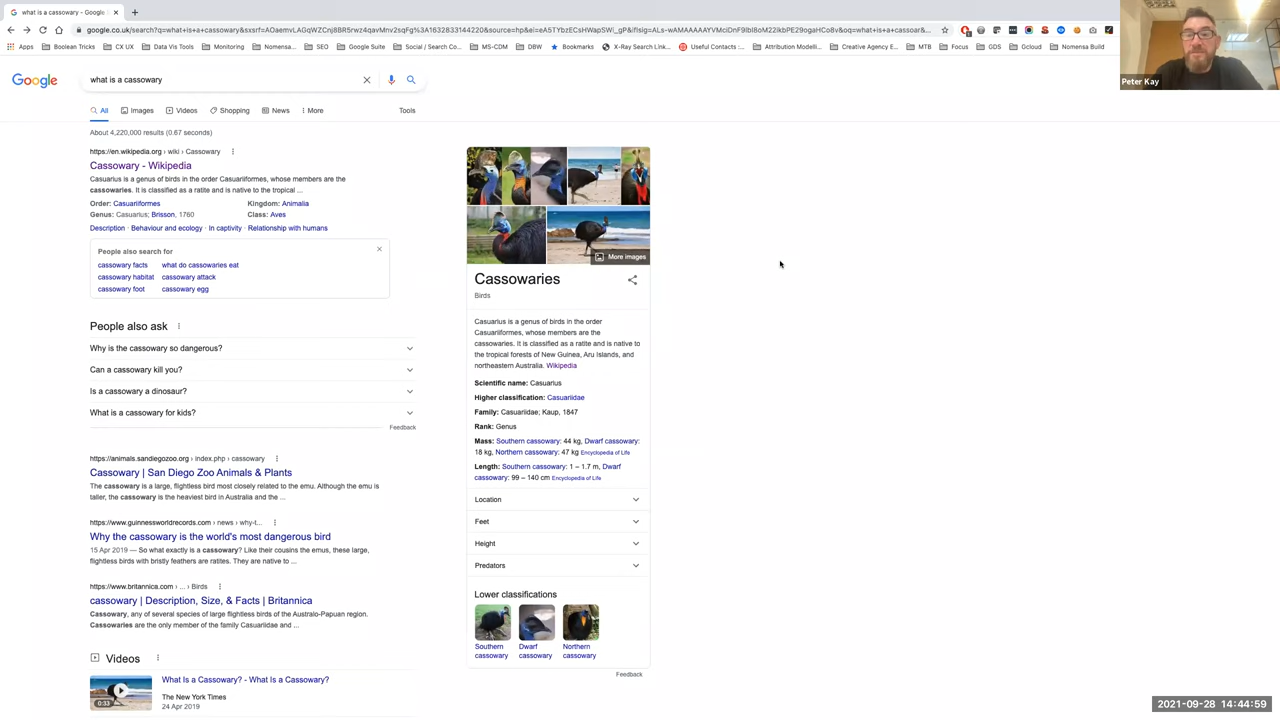 what is a cassowary - Google
google.co.uk/search?q=what+is+a+cassowary&sxsrf=
Apps
Boolean Tricks
CX UX
Data Vis Tools
Monitoring
Nomensa...
SEO
Google Suite
Social / Search Co...
MS-CDM
DBW
Bookmarks
X-Ray Search Link...
Useful Contacts :...
Attribution Modelli...
Creative Agency E...
MTB
Focus
GDS
Gcloud
Nomensa Build
Peter Kay
Google
what is a cassowary
All
Images
Videos
Shopping
News
More
Tools
About 4,220,000 results (0.67 seconds)
https://en.wikipedia.org › wiki › Cassowary
Cassowary - Wikipedia
Casuarius is a genus of birds in the order Casuariiformes, whose members are the
cassowaries. It is classified as a ratite and is native to the tropical ...
Order: Casuariiformes
Kingdom: Animalia
Genus: Casuarius; Brisson, 1760
Class: Aves
Description · Behaviour and ecology · In captivity · Relationship with humans
People also search for
cassowary facts
what do cassowaries eat
cassowary habitat
cassowary attack
cassowary foot
cassowary egg
People also ask
Why is the cassowary so dangerous?
Can a cassowary kill you?
Is a cassowary a dinosaur?
What is a cassowary for kids?
Feedback
https://animals.sandiegozoo.org › index.php › cassowary
Cassowary | San Diego Zoo Animals & Plants
The cassowary is a large, flightless bird most closely related to the emu. Although the emu is
taller, the cassowary is the heaviest bird in Australia and the ...
https://www.guinnessworldrecords.com › news › why-t...
Why the cassowary is the world's most dangerous bird
15 Apr 2019 — So what exactly is a cassowary? Like their cousins the emus, these large,
flightless birds with bristly feathers are ratites. They are native to ...
https://www.britannica.com › ... › Birds
cassowary | Description, Size, & Facts | Britannica
Cassowary, any of several species of large flightless birds of the Australo-Papuan region.
Cassowaries are the only member of the family Casuariidae and ...
Videos
0:33
What Is a Cassowary? - What Is a Cassowary?
The New York Times
24 Apr 2019
More images
Cassowaries
Birds
Casuarius is a genus of birds in the order
Casuariiformes, whose members are the
cassowaries. It is classified as a ratite and is native to
the tropical forests of New Guinea, Aru Islands, and
northeastern Australia. Wikipedia
Scientific name: Casuarius
Higher classification: Casuariidae
Family: Casuariidae; Kaup, 1847
Rank: Genus
Mass: Southern cassowary: 44 kg, Dwarf cassowary:
18 kg, Northern cassowary: 47 kg Encyclopedia of Life
Length: Southern cassowary: 1 – 1.7 m, Dwarf
cassowary: 99 – 140 cm Encyclopedia of Life
Location
Feet
Height
Predators
Lower classifications
Southern
cassowary
Dwarf
cassowary
Northern
cassowary
Feedback
2021-09-28 14:44:59